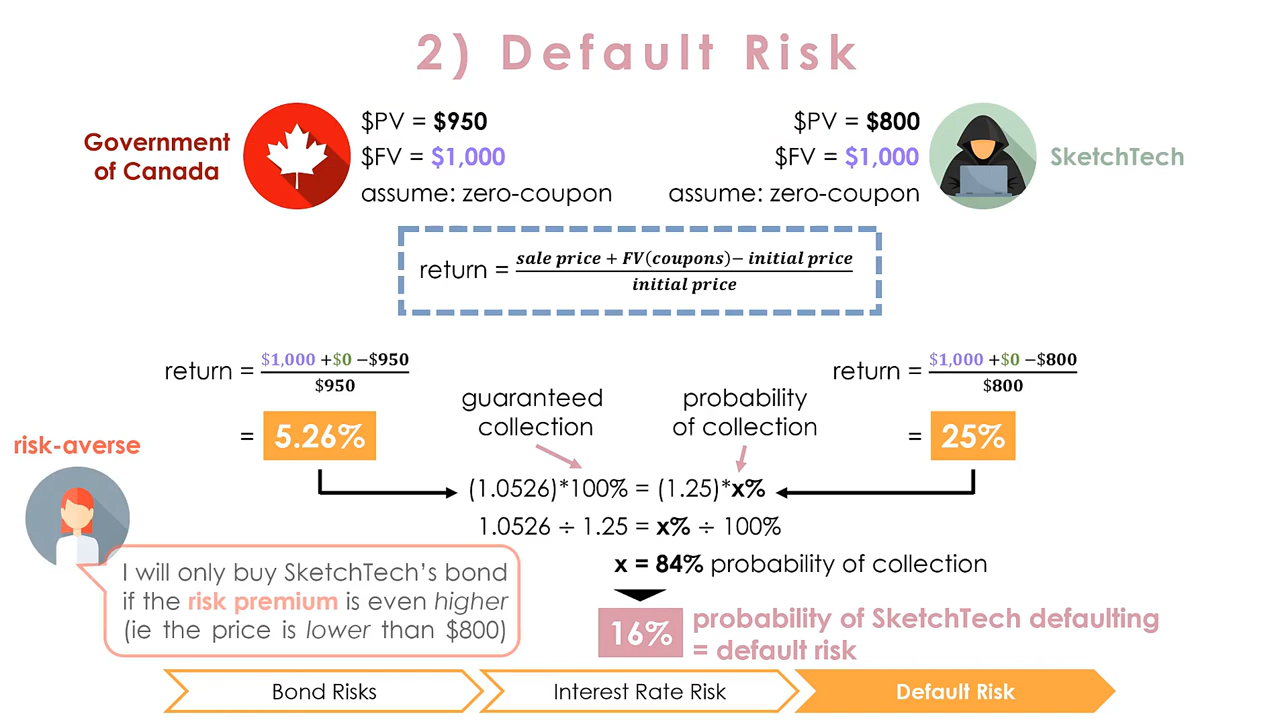 2) Default Risk
Government
of Canada
$PV = $950
$FV = $1,000
assume: zero-coupon
$PV = $800
$FV = $1,000
assume: zero-coupon
SketchTech
return = sale price + FV(coupons)− initial price / initial price
return = $1,000 +$0 −$950 / $950
= 5.26%
guaranteed
collection
probability
of collection
return = $1,000 +$0 −$800 / $800
= 25%
(1.0526)*100% = (1.25)*x%
1.0526 ÷ 1.25 = x% ÷ 100%
x = 84% probability of collection
16%
probability of SketchTech defaulting
= default risk
risk-averse
I will only buy SketchTech's bond
if the risk premium is even higher
(ie the price is lower than $800)
Bond Risks
Interest Rate Risk
Default Risk